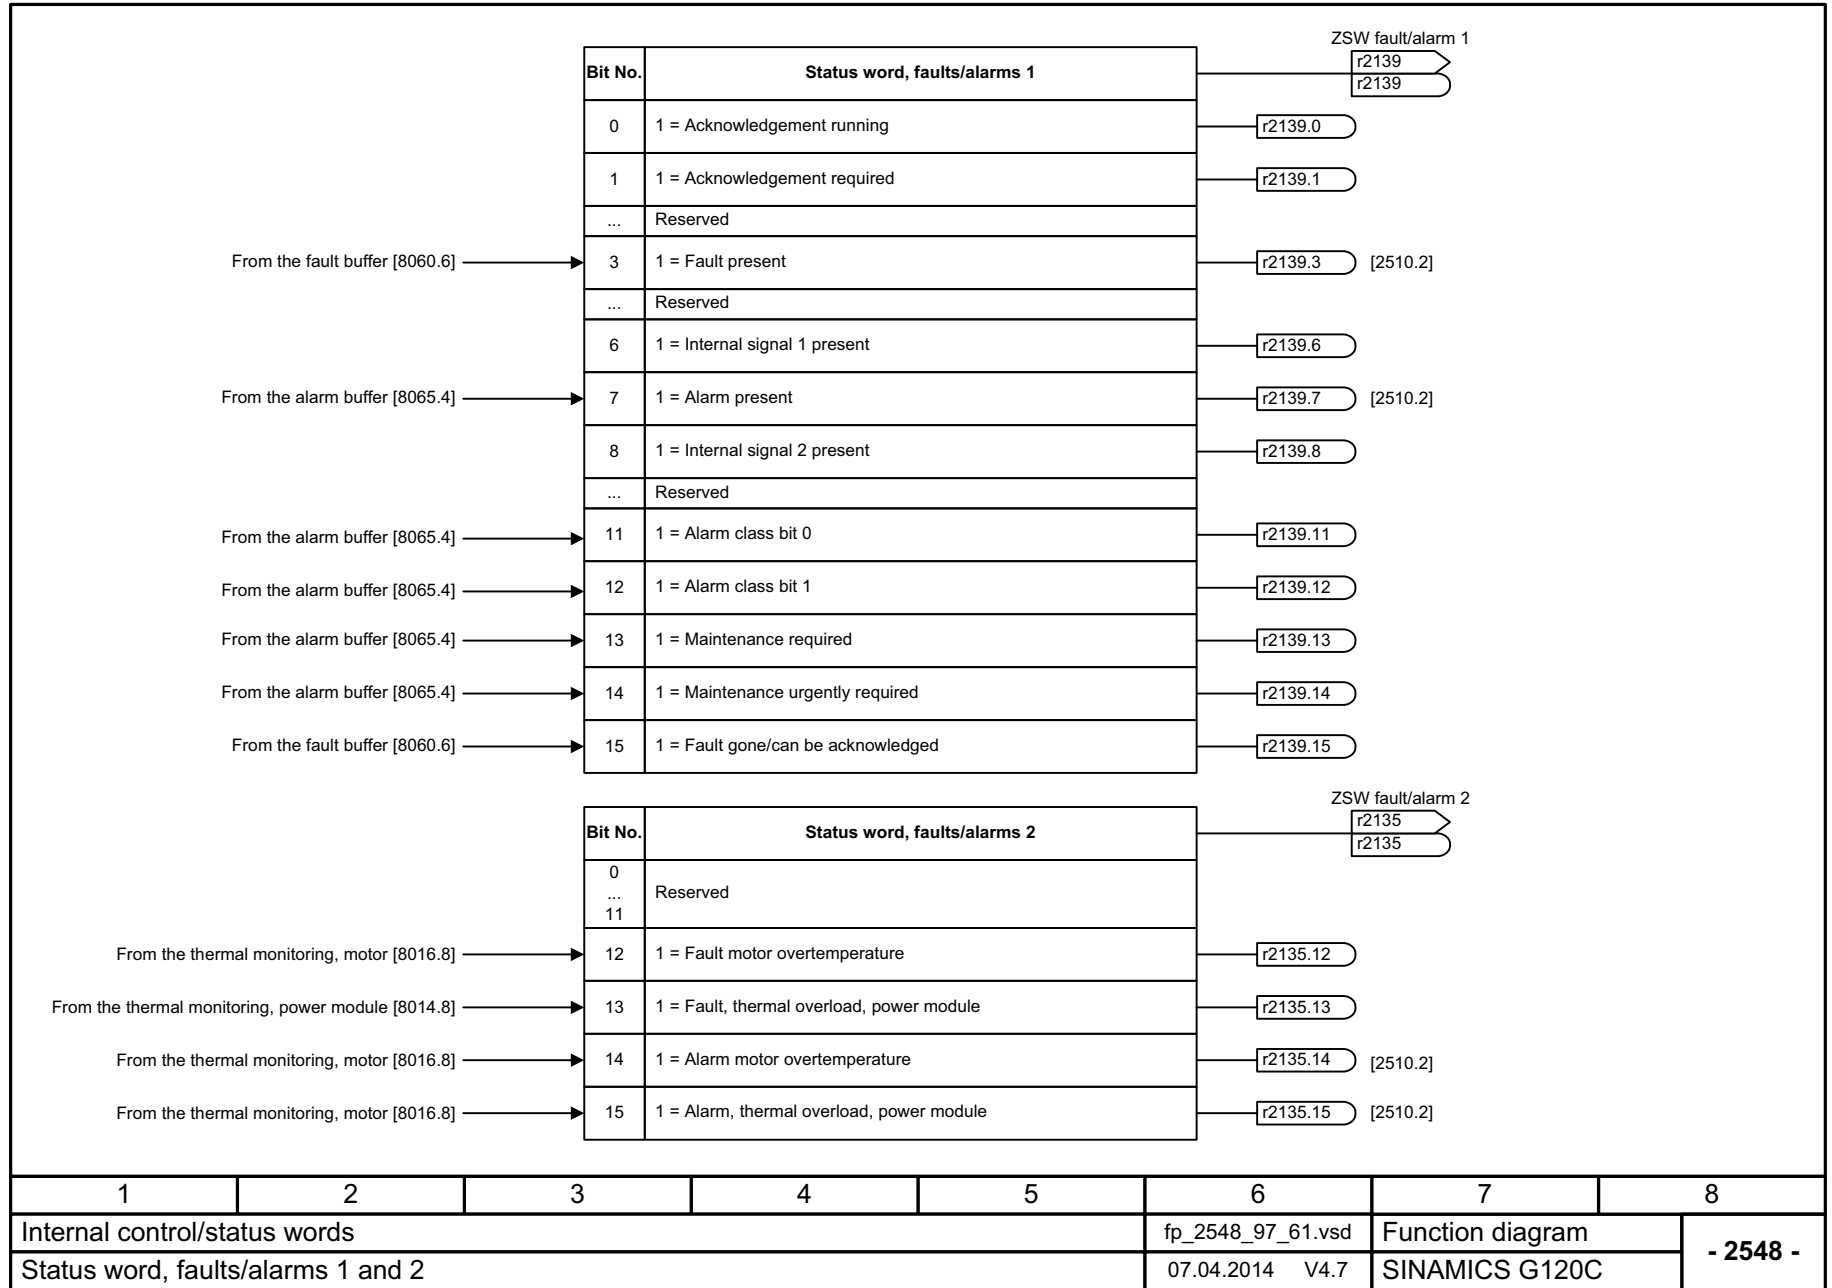 ZSW fault/alarm 1
Bit No. Status word, faults/alarms 1 r2139
r2139
0 1 = Acknowledgement running r2139.0
1 1 = Acknowledgement required r2139.1
... Reserved
From the fault buffer [8060.6] 3 1 = Fault present r2139.3 [2510.2]
... Reserved
6 1 = Internal signal 1 present r2139.6
From the alarm buffer [8065.4] 7 1 = Alarm present r2139.7 [2510.2]
8 1 = Internal signal 2 present r2139.8
... Reserved
From the alarm buffer [8065.4] 11 1 = Alarm class bit 0 r2139.11
From the alarm buffer [8065.4] 12 1 = Alarm class bit 1 r2139.12
From the alarm buffer [8065.4] 13 1 = Maintenance required r2139.13
From the alarm buffer [8065.4] 14 1 = Maintenance urgently required r2139.14
From the fault buffer [8060.6] 15 1 = Fault gone/can be acknowledged r2139.15
ZSW fault/alarm 2
Bit No. Status word, faults/alarms 2 r2135
r2135
0
... Reserved
11
From the thermal monitoring, motor [8016.8] 12 1 = Fault motor overtemperature r2135.12
From the thermal monitoring, power module [8014.8] 13 1 = Fault, thermal overload, power module r2135.13
From the thermal monitoring, motor [8016.8] 14 1 = Alarm motor overtemperature r2135.14 [2510.2]
From the thermal monitoring, motor [8016.8] 15 1 = Alarm, thermal overload, power module r2135.15 [2510.2]
1 2 3 4 5 6 7 8
Internal control/status words fp_2548_97_61.vsd Function diagram - 2548 -
Status word, faults/alarms 1 and 2 07.04.2014 V4.7 SINAMICS G120C